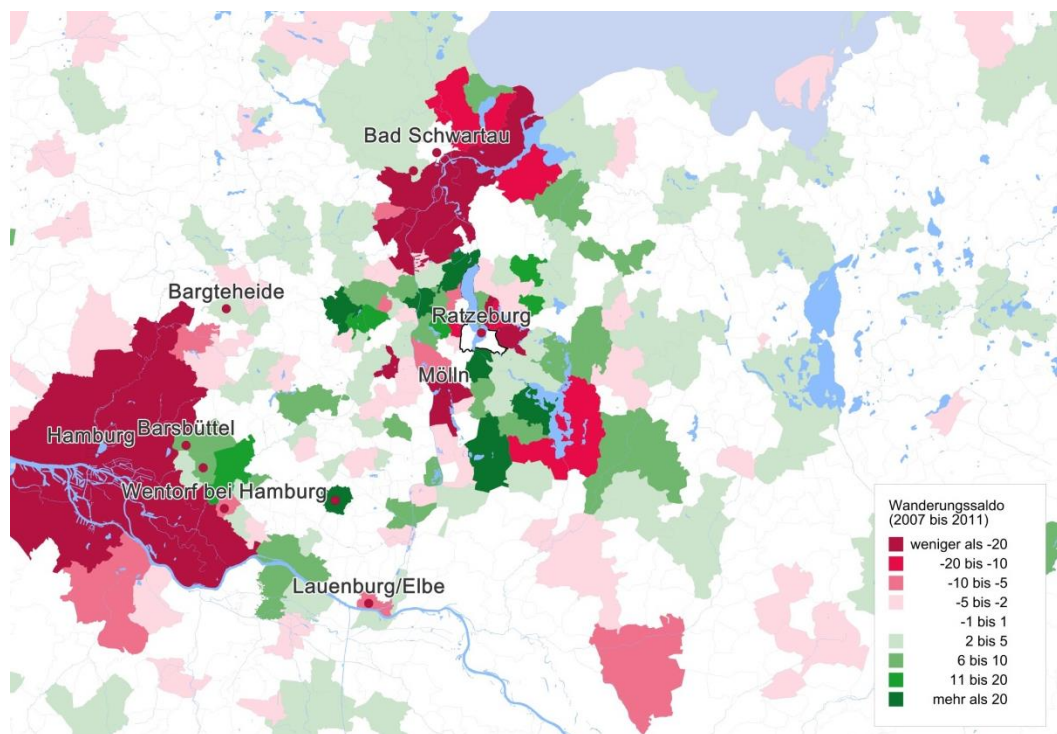 Bad Schwartau
Bargteheide
Ratzeburg
Mölln
Hamburg
Barsbüttel
Wentorf bei Hamburg
Lauenburg/Elbe
Wanderungssaldo
(2007 bis 2011)
weniger als -20
-20 bis -10
-10 bis -5
-5 bis -2
-1 bis 1
2 bis 5
6 bis 10
11 bis 20
mehr als 20